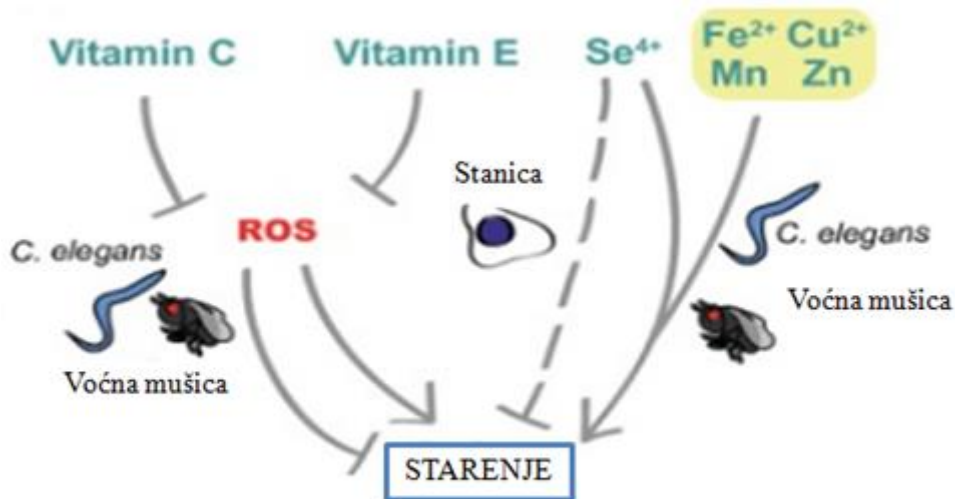 Vitamin C
Vitamin E
Se⁴⁺
Fe²⁺ Cu²⁺
Mn Zn
Stanica
ROS
C. elegans
Voćna mušica
C. elegans
Voćna mušica
STARENJE